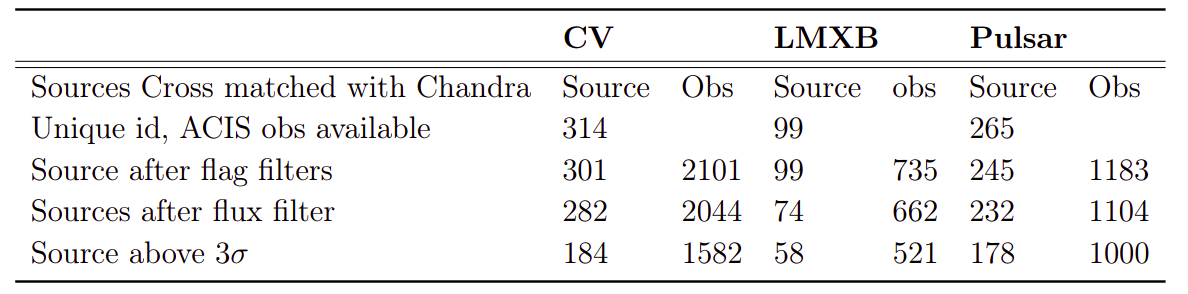 CV LMXB Pulsar
Sources Cross matched with Chandra Source Obs Source obs Source Obs
Unique id, ACIS obs available 314 99 265
Source after flag filters 301 2101 99 735 245 1183
Sources after flux filter 282 2044 74 662 232 1104
Source above 3σ 184 1582 58 521 178 1000